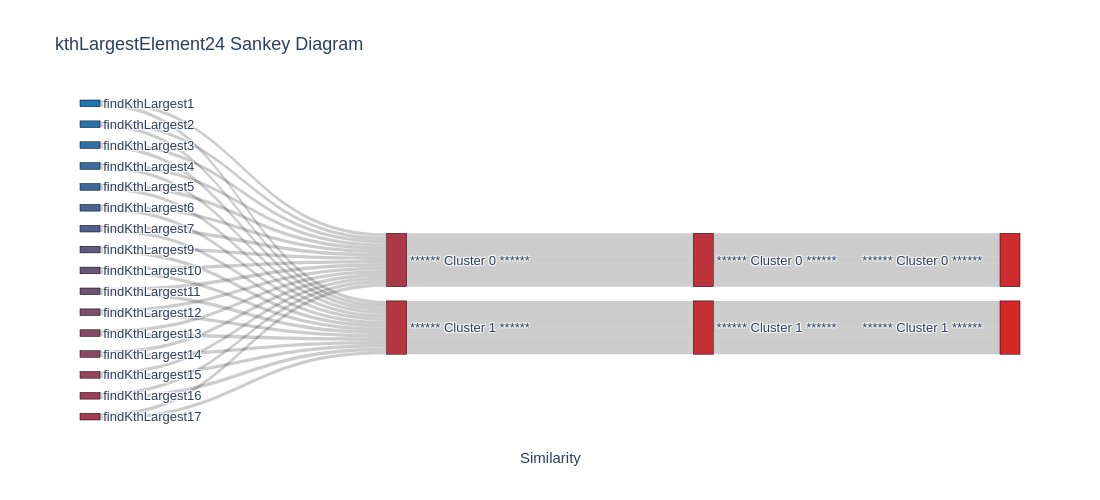 kthLargestElement24 Sankey Diagram
findKthLargest1
findKthLargest2
findKthLargest3
findKthLargest4
findKthLargest5
findKthLargest6
findKthLargest7
findKthLargest9
findKthLargest10
findKthLargest11
findKthLargest12
findKthLargest13
findKthLargest14
findKthLargest15
findKthLargest16
findKthLargest17
****** Cluster 0 ******
****** Cluster 0 ******
****** Cluster 0 ******
****** Cluster 1 ******
****** Cluster 1 ******
****** Cluster 1 ******
Similarity